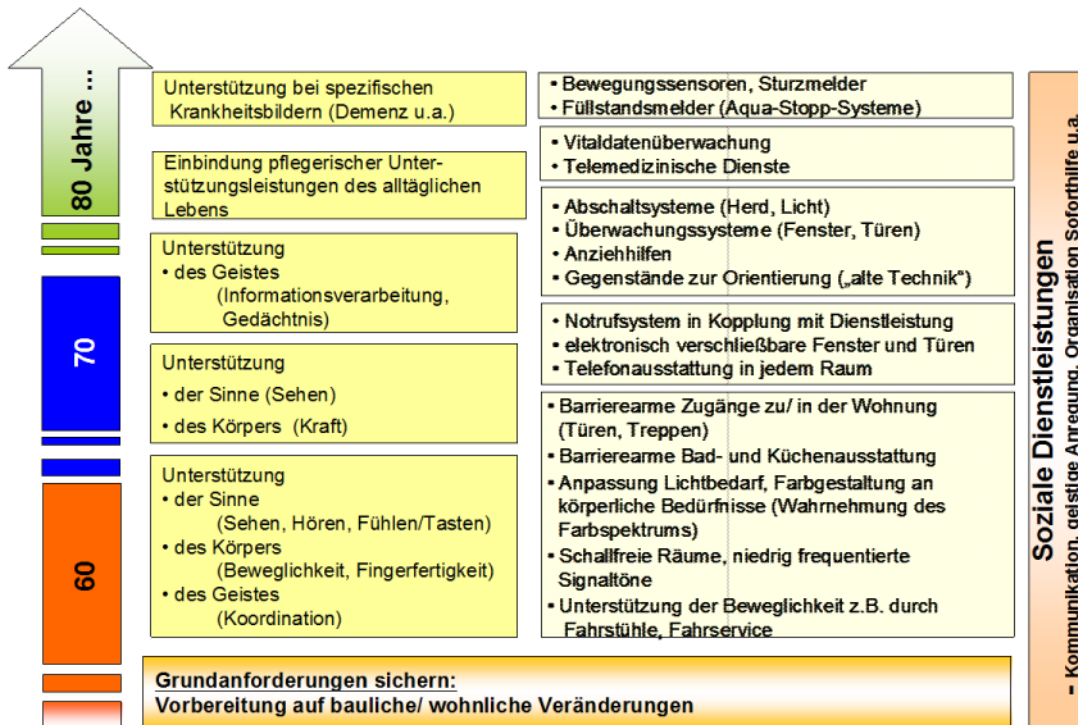 80 Jahre ...
70
60
Unterstützung bei spezifischen
Krankheitsbildern (Demenz u.a.)
Einbindung pflegerischer Unter-
stützungsleistungen des alltäglichen
Lebens
Unterstützung
• des Geistes
(Informationsverarbeitung,
Gedächtnis)
Unterstützung
• der Sinne (Sehen)
• des Körpers (Kraft)
Unterstützung
• der Sinne
(Sehen, Hören, Fühlen/Tasten)
• des Körpers
(Beweglichkeit, Fingerfertigkeit)
• des Geistes
(Koordination)
▪ Bewegungssensoren, Sturzmelder
▪ Füllstandsmelder (Aqua-Stopp-Systeme)
▪ Vitaldatenüberwachung
▪ Telemedizinische Dienste
▪ Abschaltsysteme (Herd, Licht)
▪ Überwachungssysteme (Fenster, Türen)
▪ Anziehhilfen
▪ Gegenstände zur Orientierung („alte Technik“)
▪ Notrufsystem in Kopplung mit Dienstleistung
▪ elektronisch verschließbare Fenster und Türen
▪ Telefonausstattung in jedem Raum
▪ Barrierearme Zugänge zu/ in der Wohnung
(Türen, Treppen)
▪ Barrierearme Bad- und Küchenausstattung
▪ Anpassung Lichtbedarf, Farbgestaltung an
körperliche Bedürfnisse (Wahrnehmung des
Farbspektrums)
▪ Schallfreie Räume, niedrig frequentierte
Signaltöne
▪ Unterstützung der Beweglichkeit z.B. durch
Fahrstühle, Fahrservice
Soziale Dienstleistungen
- Kommunikation, geistige Anregung, Organisation Soforthilfe u.a.
Grundanforderungen sichern:
Vorbereitung auf bauliche/ wohnliche Veränderungen